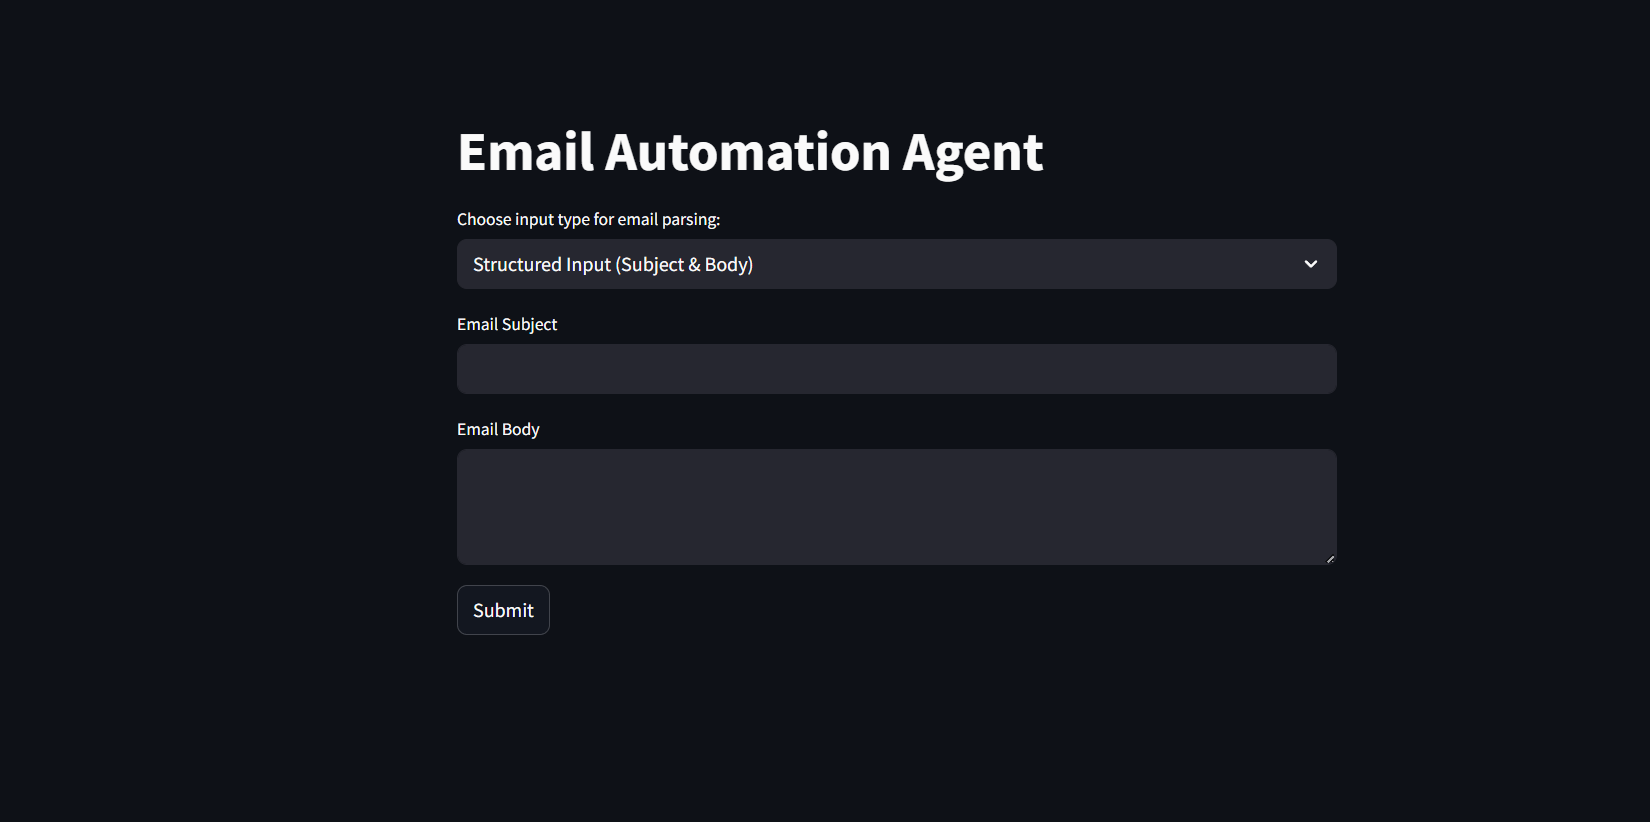 Email Automation Agent
Choose input type for email parsing:
Structured Input (Subject & Body)
Email Subject
Email Body
Submit